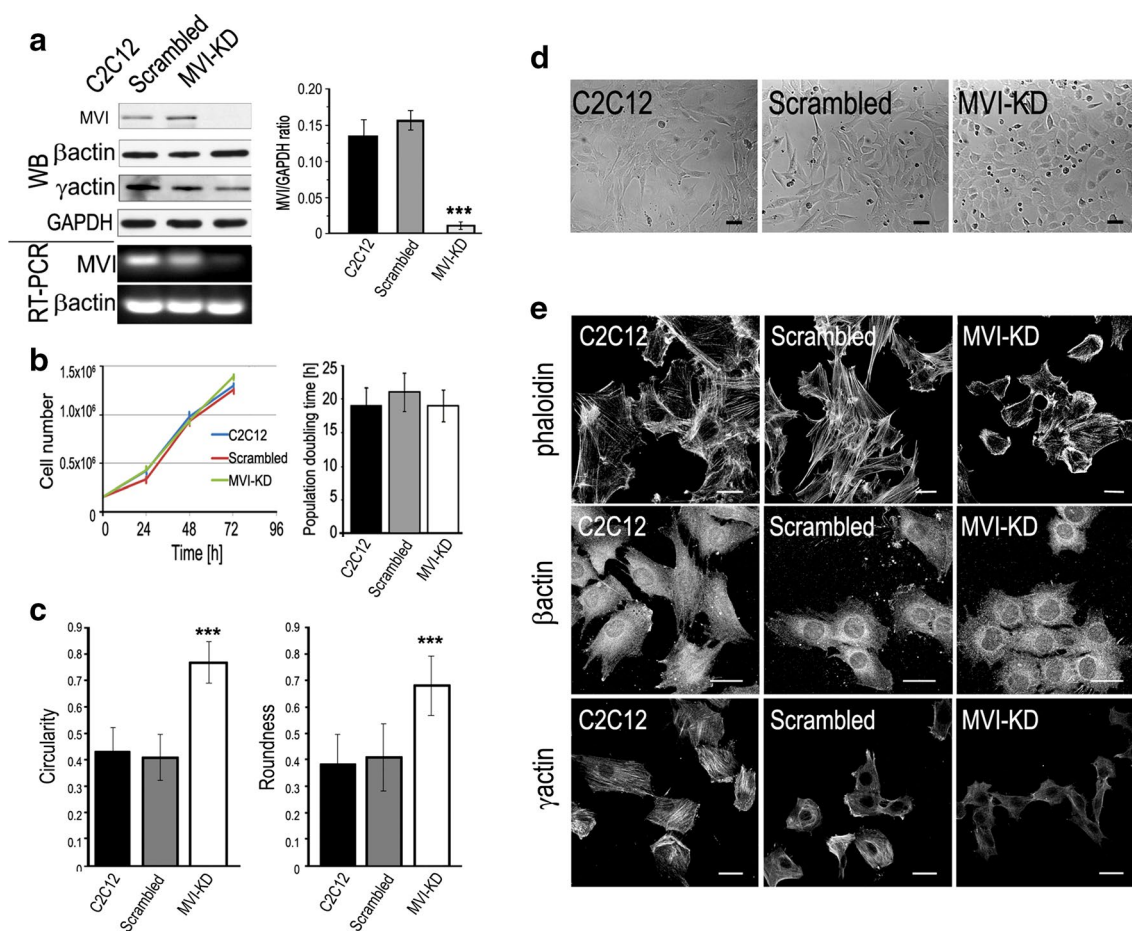 a
C2C12
Scrambled
MVI-KD
WB
MVI
βactin
γactin
GAPDH
RT-PCR
MVI
βactin
MVI/GAPDH ratio
0.20
0.15
0.10
0.05
0
***
C2C12
Scrambled
MVI-KD
b
Cell number
1.5x10⁶
1.0x10⁶
0.5x10⁶
0
C2C12
Scrambled
MVI-KD
0 24 48 72 96
Time [h]
Population doubling time [h]
25
20
15
10
5
0
C2C12
Scrambled
MVI-KD
c
Circularity
0.9
0.8
0.7
0.6
0.5
0.4
0.3
0.2
0.1
0
***
C2C12
Scrambled
MVI-KD
Roundness
0.9
0.8
0.7
0.6
0.5
0.4
0.3
0.2
0.1
0
***
C2C12
Scrambled
MVI-KD
d
C2C12 Scrambled MVI-KD
e
phaloidin
C2C12 Scrambled MVI-KD
βactin
C2C12 Scrambled MVI-KD
γactin
C2C12 Scrambled MVI-KD